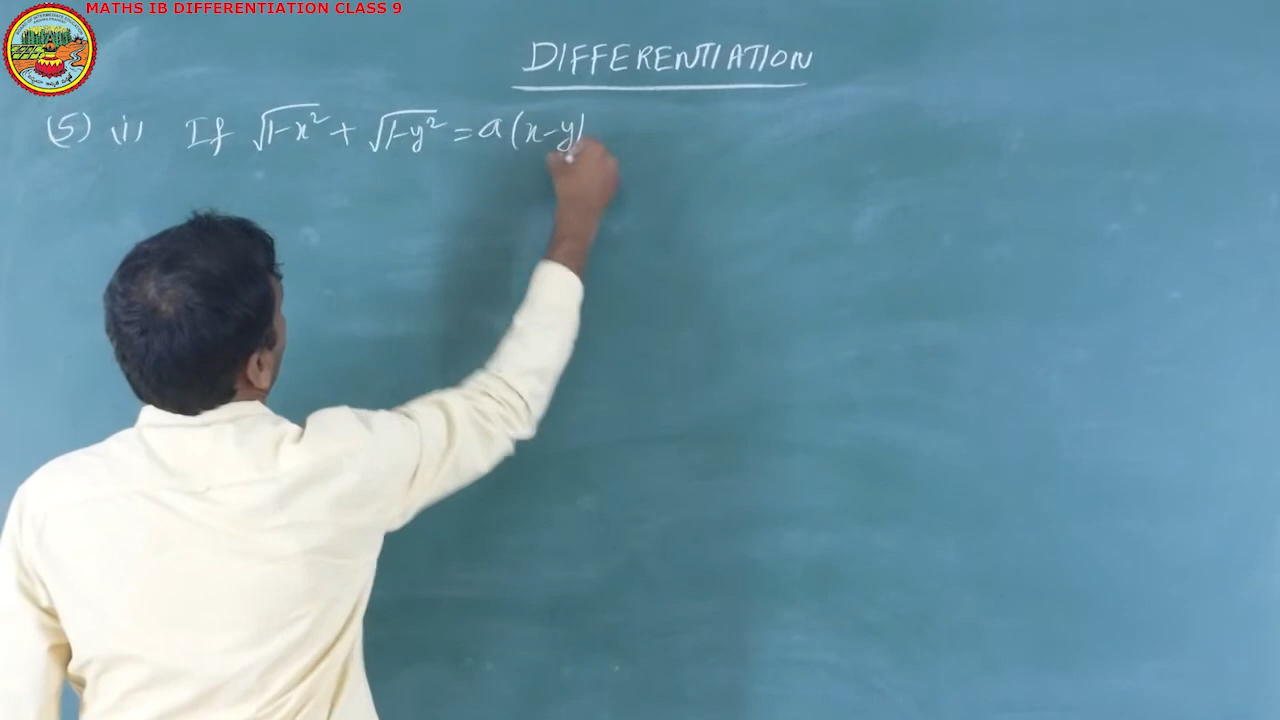 MATHS IB DIFFERENTIATION CLASS 9
DIFFERENTIATION
(5) (i) If √1-x² + √1-y² = a(x-y)